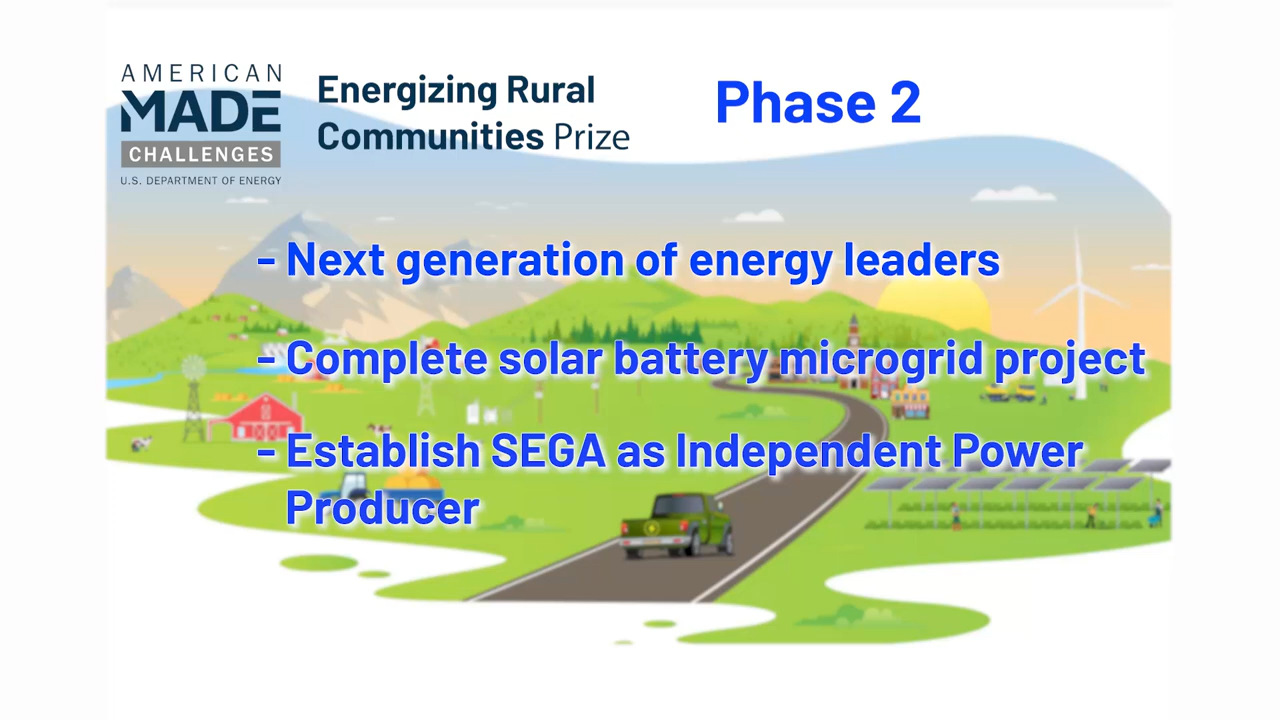 AMERICAN
MADE
CHALLENGES
U.S. DEPARTMENT OF ENERGY
Energizing Rural
Communities Prize
Phase 2
- Next generation of energy leaders
- Complete solar battery microgrid project
- Establish SEGA as Independent Power
Producer